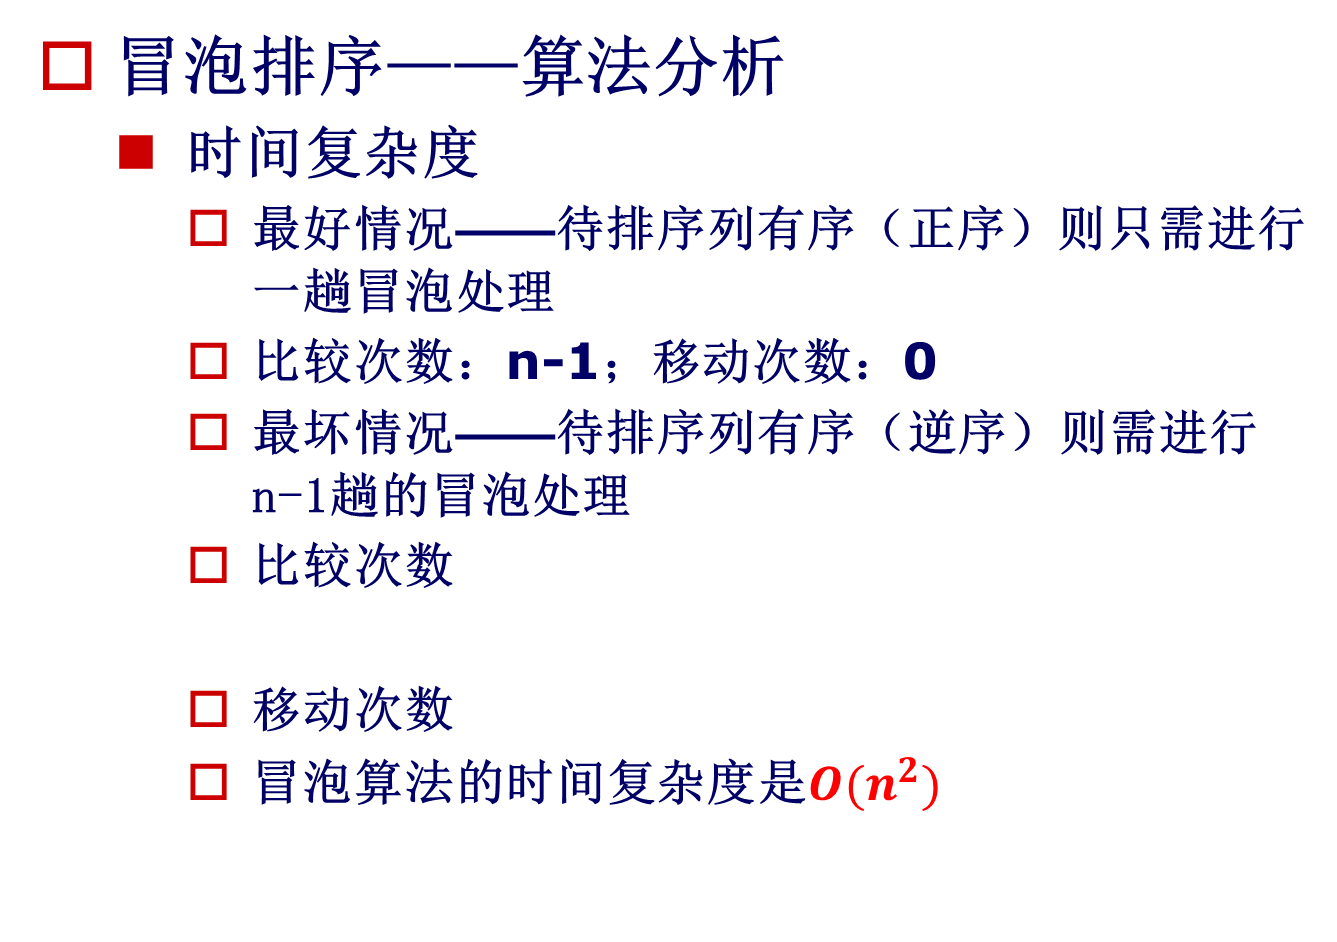 冒泡排序——算法分析
时间复杂度
最好情况——待排序列有序（正序）则只需进行
一趟冒泡处理
比较次数：n-1；移动次数：0
最坏情况——待排序列有序（逆序）则需进行
n-1趟的冒泡处理
比较次数
移动次数
冒泡算法的时间复杂度是O(n²)